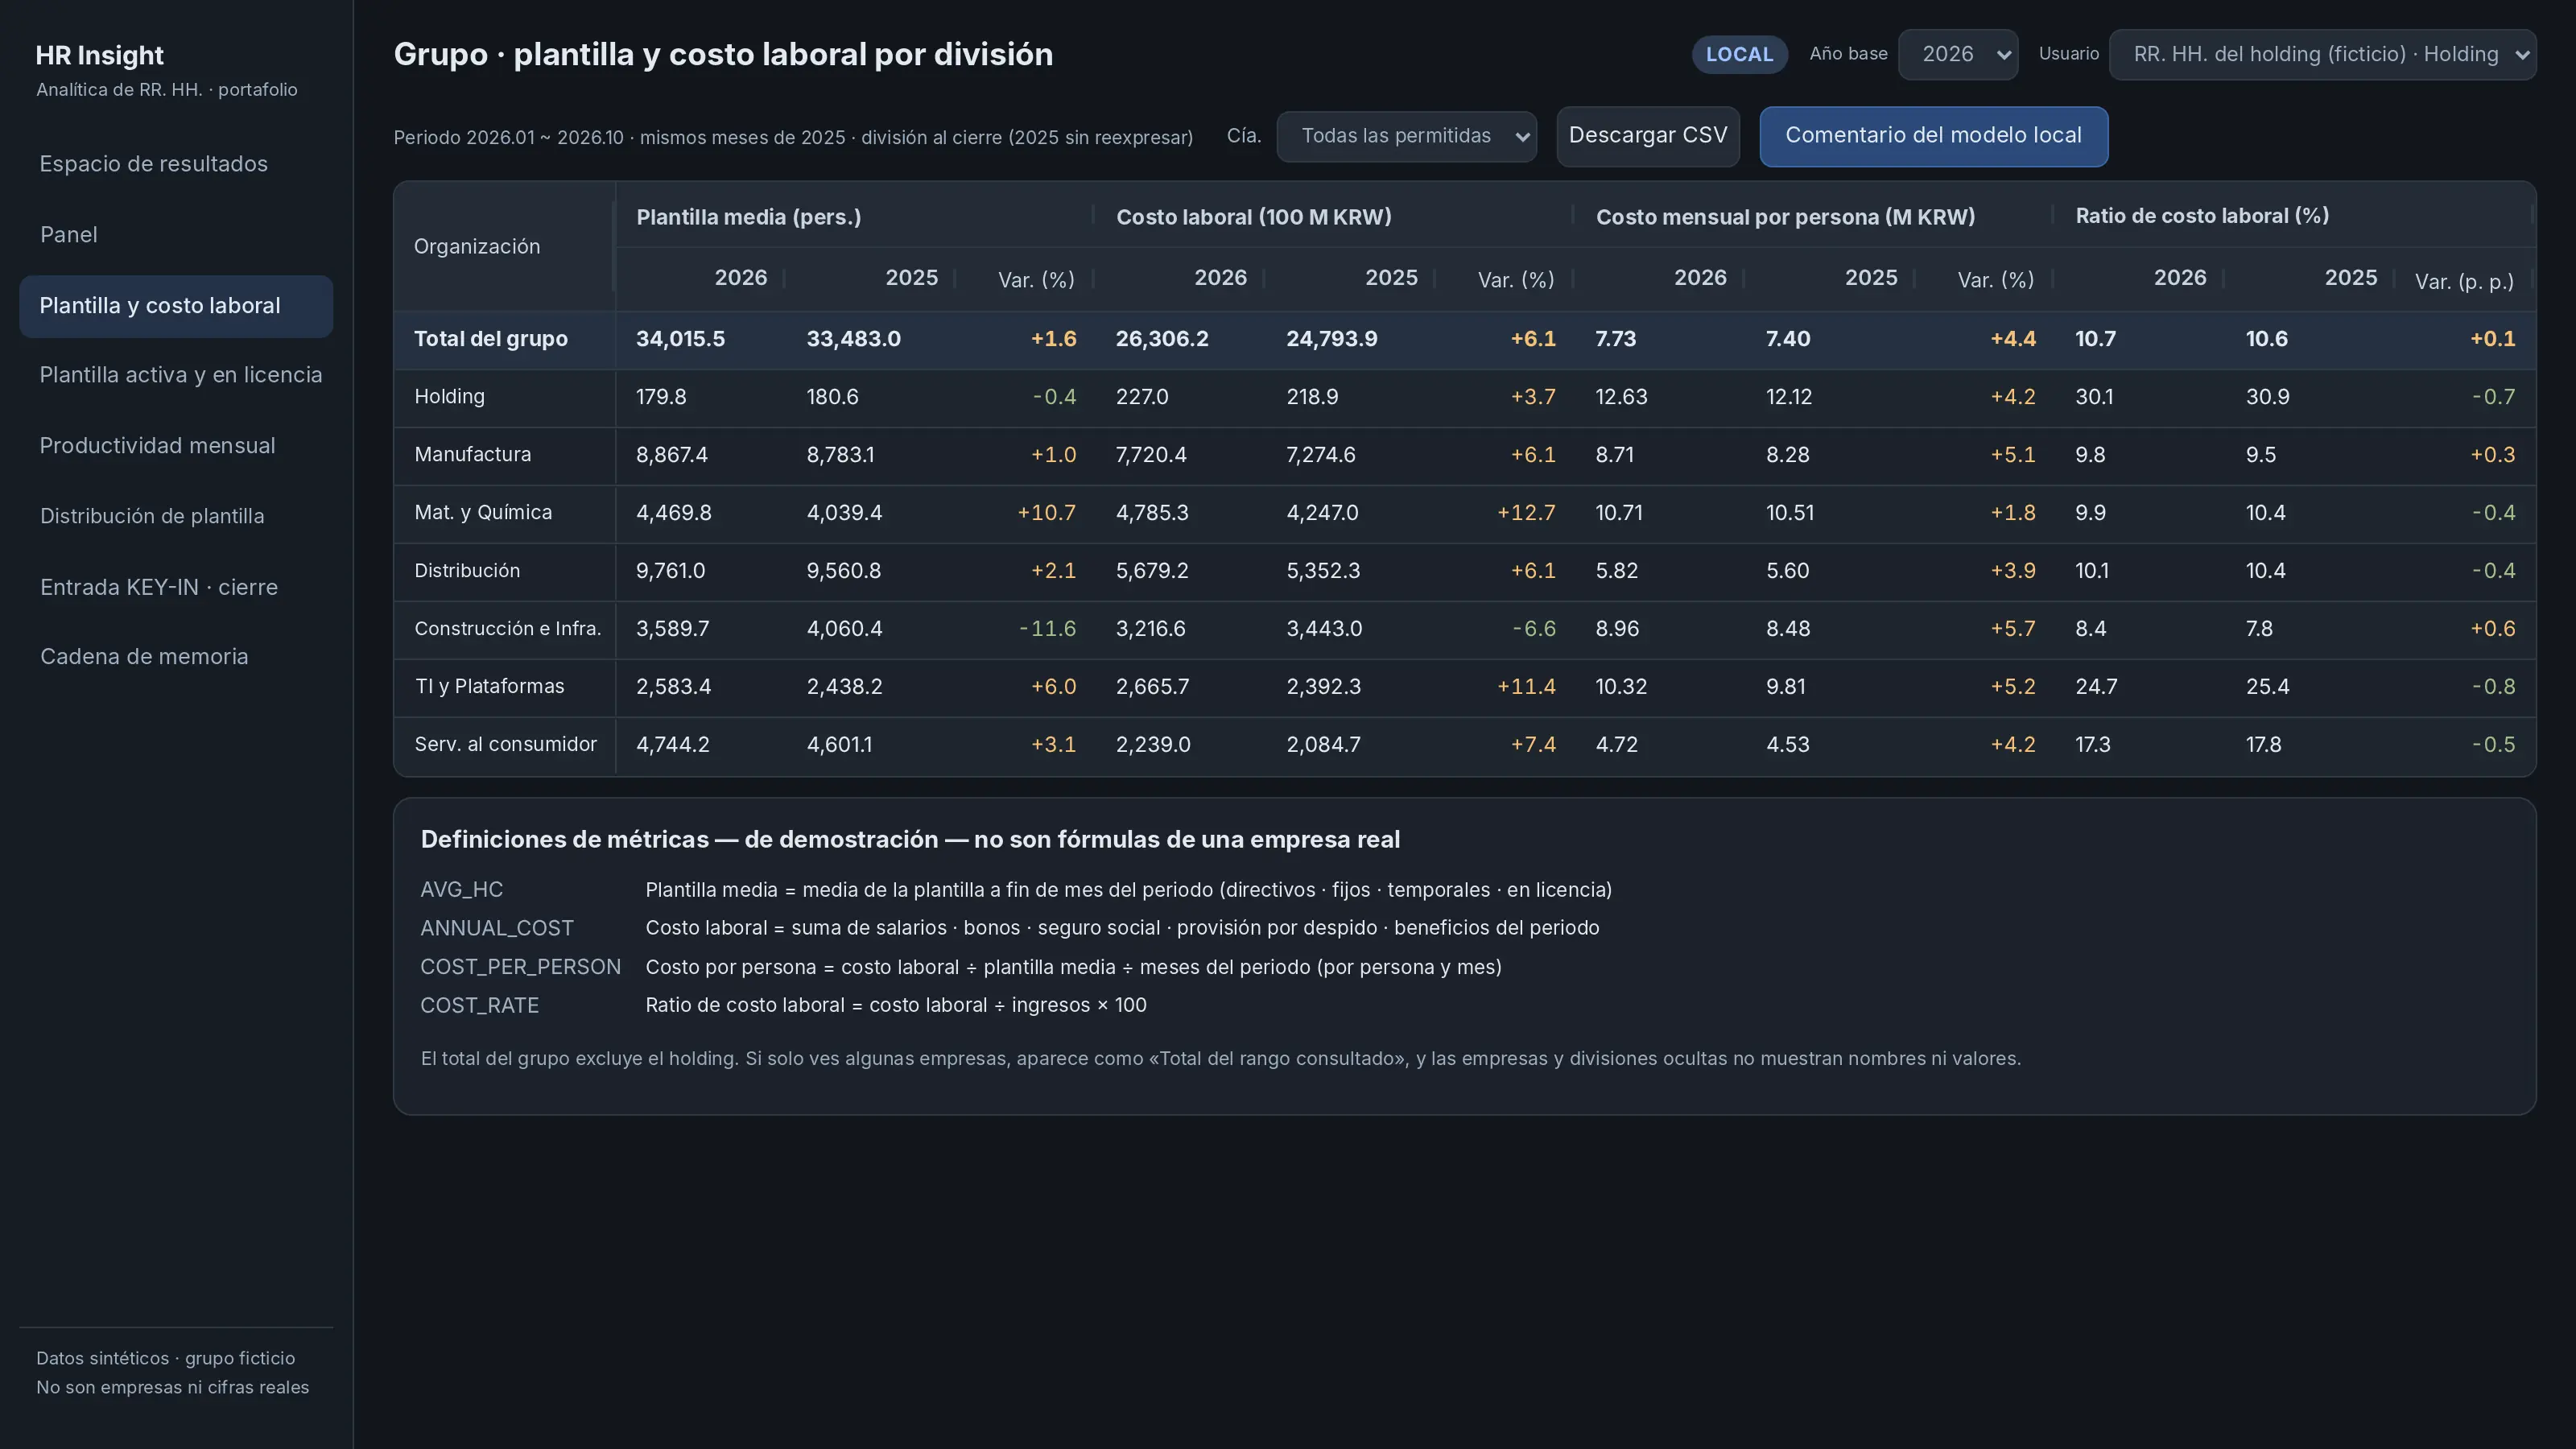 HR Insight
Analítica de RR. HH. · portafolio
Espacio de resultados
Panel
Plantilla y costo laboral
Plantilla activa y en licencia
Productividad mensual
Distribución de plantilla
Entrada KEY-IN · cierre
Cadena de memoria
Datos sintéticos · grupo ficticio
No son empresas ni cifras reales
Grupo · plantilla y costo laboral por división
LOCAL Año base 2026 Usuario RR. HH. del holding (ficticio) · Holding
Periodo 2026.01 ~ 2026.10 · mismos meses de 2025 · división al cierre (2025 sin reexpresar) Cía. Todas las permitidas Descargar CSV Comentario del modelo local
Organización Plantilla media (pers.) Costo laboral (100 M KRW) Costo mensual por persona (M KRW) Ratio de costo laboral (%)
2026 2025 Var. (%) 2026 2025 Var. (%) 2026 2025 Var. (%) 2026 2025 Var. (p. p.)
Total del grupo 34,015.5 33,483.0 +1.6 26,306.2 24,793.9 +6.1 7.73 7.40 +4.4 10.7 10.6 +0.1
Holding 179.8 180.6 -0.4 227.0 218.9 +3.7 12.63 12.12 +4.2 30.1 30.9 -0.7
Manufactura 8,867.4 8,783.1 +1.0 7,720.4 7,274.6 +6.1 8.71 8.28 +5.1 9.8 9.5 +0.3
Mat. y Química 4,469.8 4,039.4 +10.7 4,785.3 4,247.0 +12.7 10.71 10.51 +1.8 9.9 10.4 -0.4
Distribución 9,761.0 9,560.8 +2.1 5,679.2 5,352.3 +6.1 5.82 5.60 +3.9 10.1 10.4 -0.4
Construcción e Infra. 3,589.7 4,060.4 -11.6 3,216.6 3,443.0 -6.6 8.96 8.48 +5.7 8.4 7.8 +0.6
TI y Plataformas 2,583.4 2,438.2 +6.0 2,665.7 2,392.3 +11.4 10.32 9.81 +5.2 24.7 25.4 -0.8
Serv. al consumidor 4,744.2 4,601.1 +3.1 2,239.0 2,084.7 +7.4 4.72 4.53 +4.2 17.3 17.8 -0.5
Definiciones de métricas — de demostración — no son fórmulas de una empresa real
AVG_HC Plantilla media = media de la plantilla a fin de mes del periodo (directivos · fijos · temporales · en licencia)
ANNUAL_COST Costo laboral = suma de salarios · bonos · seguro social · provisión por despido · beneficios del periodo
COST_PER_PERSON Costo por persona = costo laboral ÷ plantilla media ÷ meses del periodo (por persona y mes)
COST_RATE Ratio de costo laboral = costo laboral ÷ ingresos × 100
El total del grupo excluye el holding. Si solo ves algunas empresas, aparece como «Total del rango consultado», y las empresas y divisiones ocultas no muestran nombres ni valores.